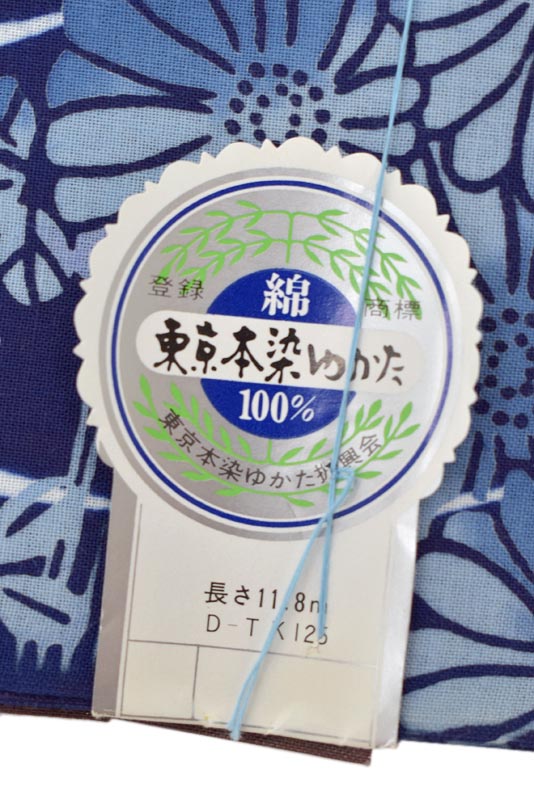 綿
登録 商標
東京本染ゆかた
100%
東京本染ゆかた振興会
長さ11.8m
D-TK125